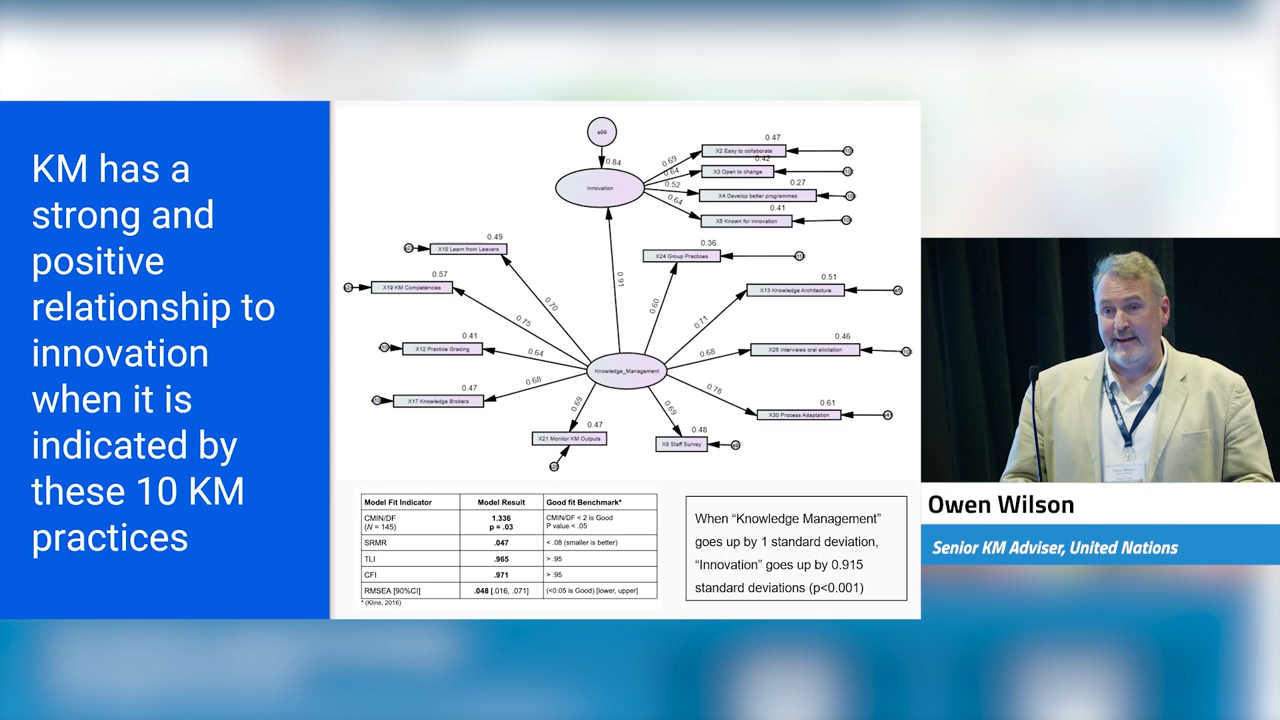 KM has a
strong and
positive
relationship to
innovation
when it is
indicated by
these 10 KM
practices
0.84
Innovation
0.69
0.64
0.52
0.64
0.47
X2 Easy to collaborate
0.42
X3 Open to change
0.27
X4 Develop better programmes
0.41
X5 Known for innovation
0.49
X18 Learn from Leavers
0.36
X24 Group Practices
0.57
X19 KM Competencies
0.51
X13 Knowledge Architecture
0.91
0.70
0.60
0.75
0.71
0.41
X12 Practice Grading
0.64
0.68
0.46
X26 Interviews oral elicitation
Knowledge_Management
0.47
X17 Knowledge Brokers
0.68
0.78
0.61
X30 Process Adaptation
0.69
0.69
0.47
X21 Monitor KM Outputs
0.48
Staff Survey
Model Fit Indicator Model Result Good fit Benchmark*
CMIN/DF 1.336 CMIN/DF < 2 is Good
(N = 145) p = .03 P value < .05
SRMR .047 < .08 (smaller is better)
TLI .965 > .95
CFI .971 > .95
RMSEA [90%CI] .048 [.016, .071] (<0.05 is Good) [lower, upper]
* (Kline, 2016)
When “Knowledge Management”
goes up by 1 standard deviation,
“Innovation” goes up by 0.915
standard deviations (p<0.001)
Owen Wilson
Senior KM Adviser, United Nations